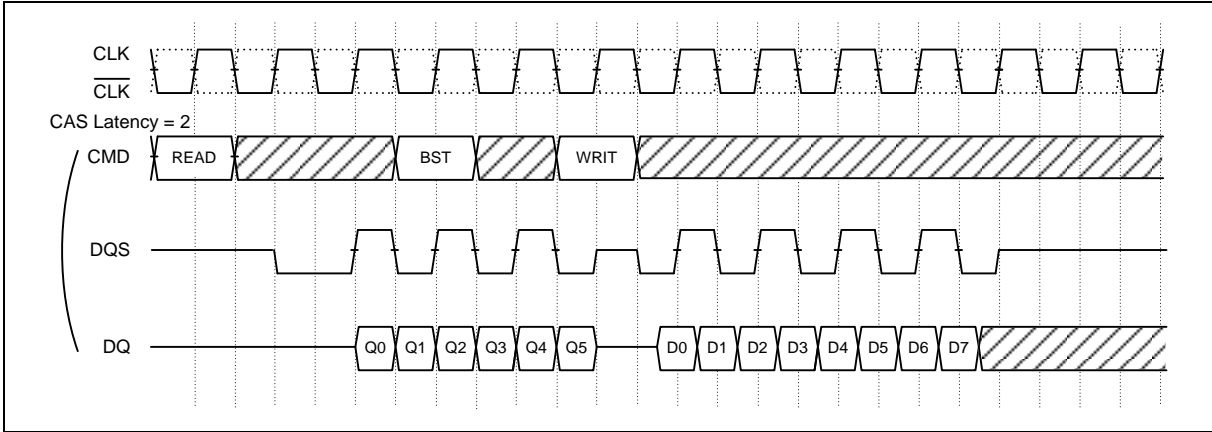 CLK
C̅L̅K̅
CAS Latency = 2
CMD READ BST WRIT
DQS
DQ Q0 Q1 Q2 Q3 Q4 Q5 D0 D1 D2 D3 D4 D5 D6 D7